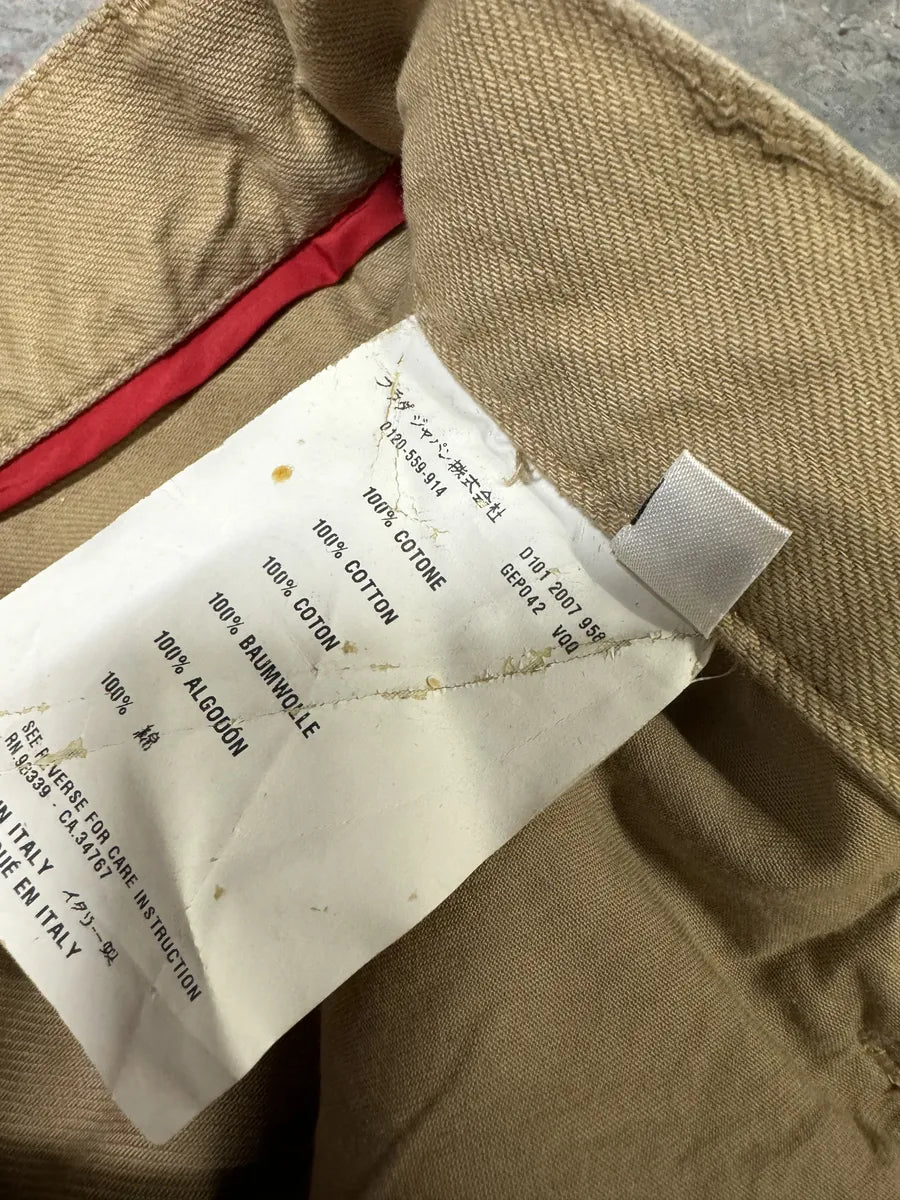 プラダ ジャパン株式会社
0120-559-914
D101 2007 958
GEP042 VQQ
100% COTONE
100% COTTON
100% COTON
100% BAUMWOLLE
100% ALGODÓN
100% 綿
SEE REVERSE FOR CARE INSTRUCTION
RN.98339 - CA.34767
IN ITALY イタリー製
QUÉ EN ITALY